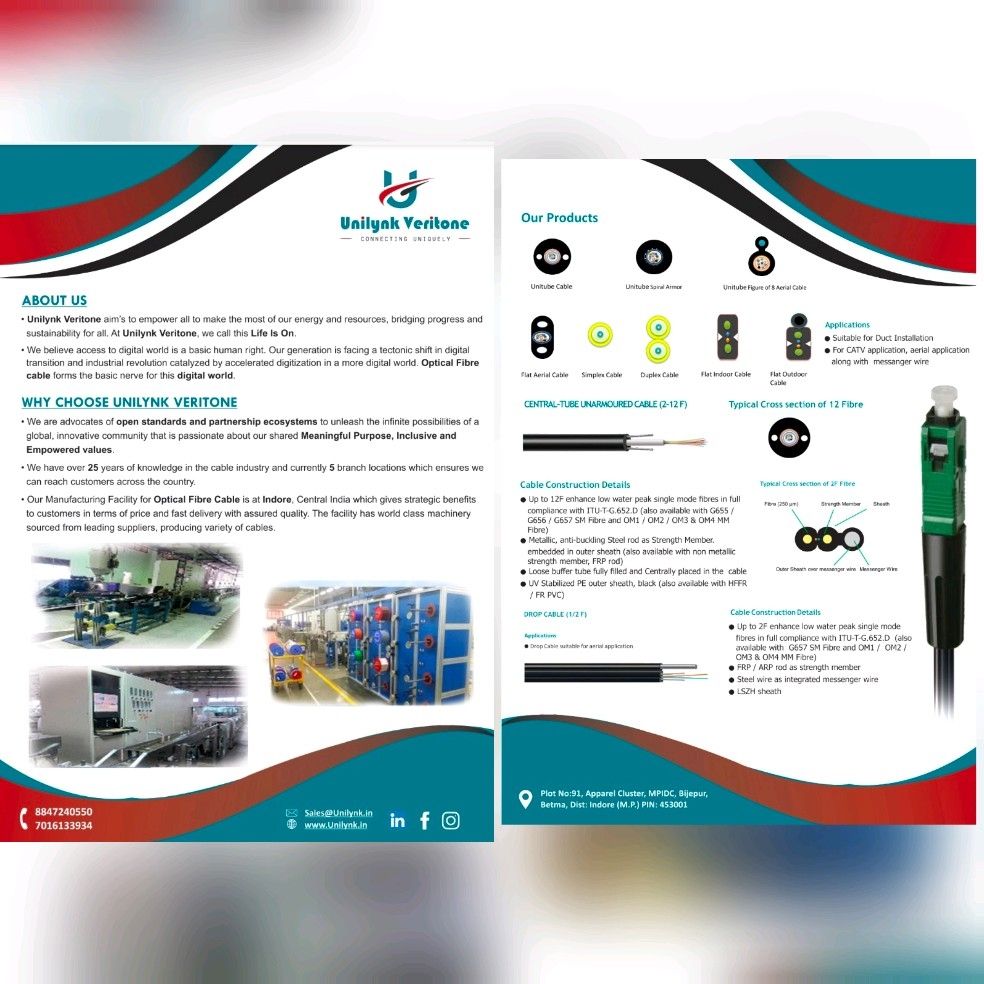 Unilynk Veritone
CONNECTING UNIQUELY
ABOUT US
• Unilynk Veritone aim's to empower all to make the most of our energy and resources, bridging progress and
sustainability for all. At Unilynk Veritone, we call this Life Is On.
• We believe access to digital world is a basic human right. Our generation is facing a tectonic shift in digital
transition and industrial revolution catalyzed by accelerated digitization in a more digital world. Optical Fibre
cable forms the basic nerve for this digital world.
WHY CHOOSE UNILYNK VERITONE
• We are advocates of open standards and partnership ecosystems to unleash the infinite possibilities of a
global, innovative community that is passionate about our shared Meaningful Purpose, Inclusive and
Empowered values.
• We have over 25 years of knowledge in the cable industry and currently 5 branch locations which ensures we
can reach customers across the country.
• Our Manufacturing Facility for Optical Fibre Cable is at Indore, Central India which gives strategic benefits
to customers in terms of price and fast delivery with assured quality. The facility has world class machinery
sourced from leading suppliers, producing variety of cables.
8847240550
7016133934
Sales@Unilynk.in
www.Unilynk.in
Our Products
Unitube Cable
Unitube Spiral Armor
Unitube Figure of 8 Aerial Cable
Flat Aerial Cable
Simplex Cable
Duplex Cable
Flat Indoor Cable
Flat Outdoor
Cable
Applications
● Suitable for Duct Installation
● For CATV application, aerial application
along with messanger wire
CENTRAL-TUBE UNARMOURED CABLE (2-12 F)
Typical Cross section of 12 Fibre
Cable Construction Details
● Up to 12F enhance low water peak single mode fibres in full
compliance with ITU-T-G.652.D (also available with G655 /
G656 / G657 SM Fibre and OM1 / OM2 / OM3 & OM4 MM
Fibre)
● Metallic, anti-buckling Steel rod as Strength Member.
embedded in outer sheath (also available with non metallic
strength member, FRP rod)
● Loose buffer tube fully filled and Centrally placed in the cable
● UV Stabilized PE outer sheath, black (also available with HFFR
/ FR PVC)
Typical Cross section of 2F Fibre
Fibre (250 µm)
Strength Member
Sheath
Outer Sheath over messenger wire
Messenger Wire
DROP CABLE (1/2 F)
Applications
● Drop Cable suitable for aerial application
Cable Construction Details
● Up to 2F enhance low water peak single mode
fibres in full compliance with ITU-T-G.652.D (also
available with G657 SM Fibre and OM1 / OM2 /
OM3 & OM4 MM Fibre)
● FRP / ARP rod as strength member
● Steel wire as integrated messenger wire
● LSZH sheath
Plot No:91, Apparel Cluster, MPIDC, Bijepur,
Betma, Dist: Indore (M.P.) PIN: 453001